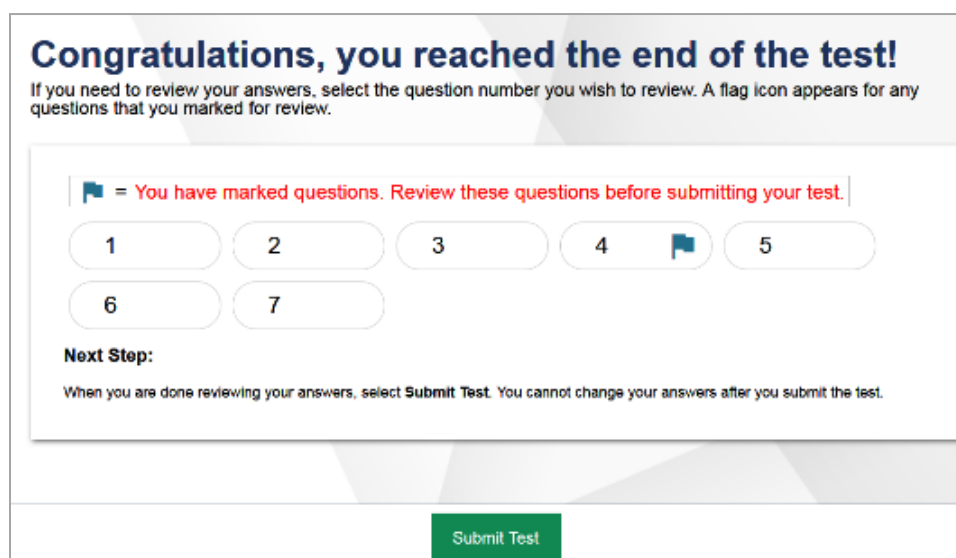 Congratulations, you reached the end of the test!
If you need to review your answers, select the question number you wish to review. A flag icon appears for any
questions that you marked for review.
= You have marked questions. Review these questions before submitting your test.
1 2 3 4 5
6 7
Next Step:
When you are done reviewing your answers, select Submit Test. You cannot change your answers after you submit the test.
Submit Test